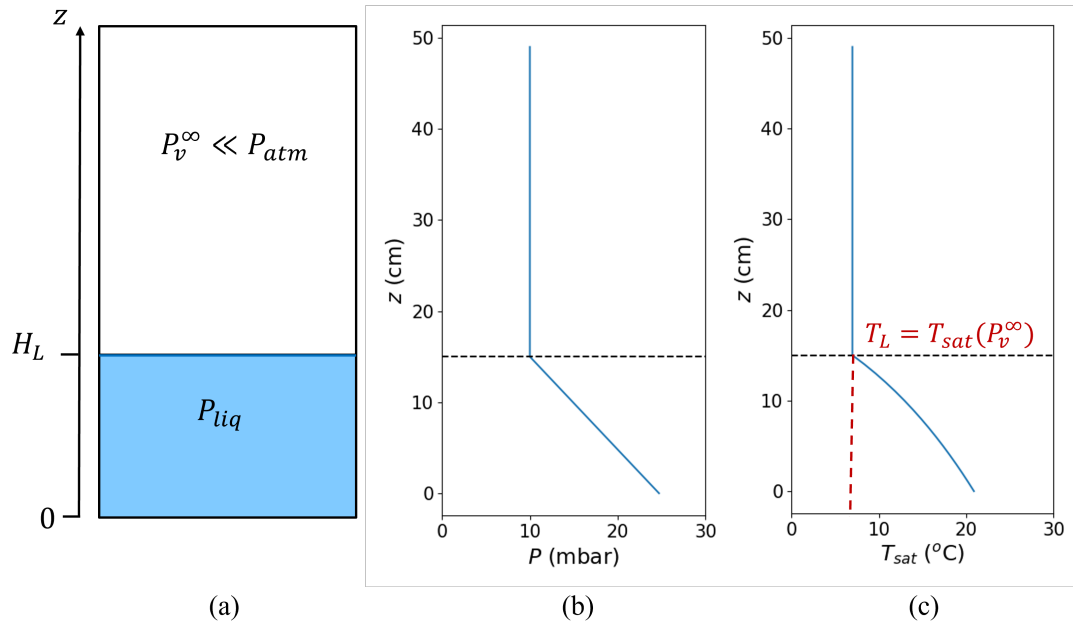 z
P_v^∞ ≪ P_atm
H_L
P_liq
0
(a)
50
40
30
20
10
0
z (cm)
0 10 20 30
P (mbar)
(b)
50
40
30
20
10
0
z (cm)
T_L = T_sat(P_v^∞)
0 10 20 30
T_sat (°C)
(c)